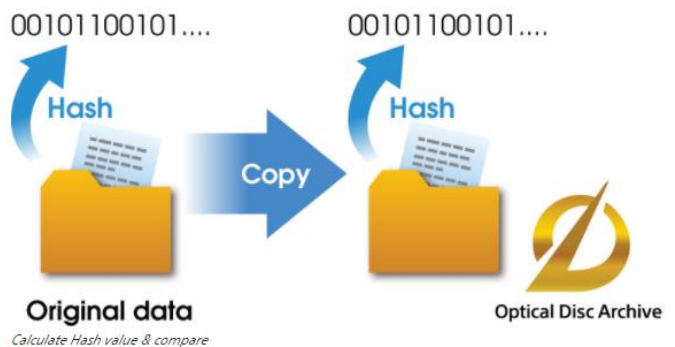 00101100101....
00101100101....
Hash
Hash
Copy
Original data
Optical Disc Archive
Calculate Hash value & compare